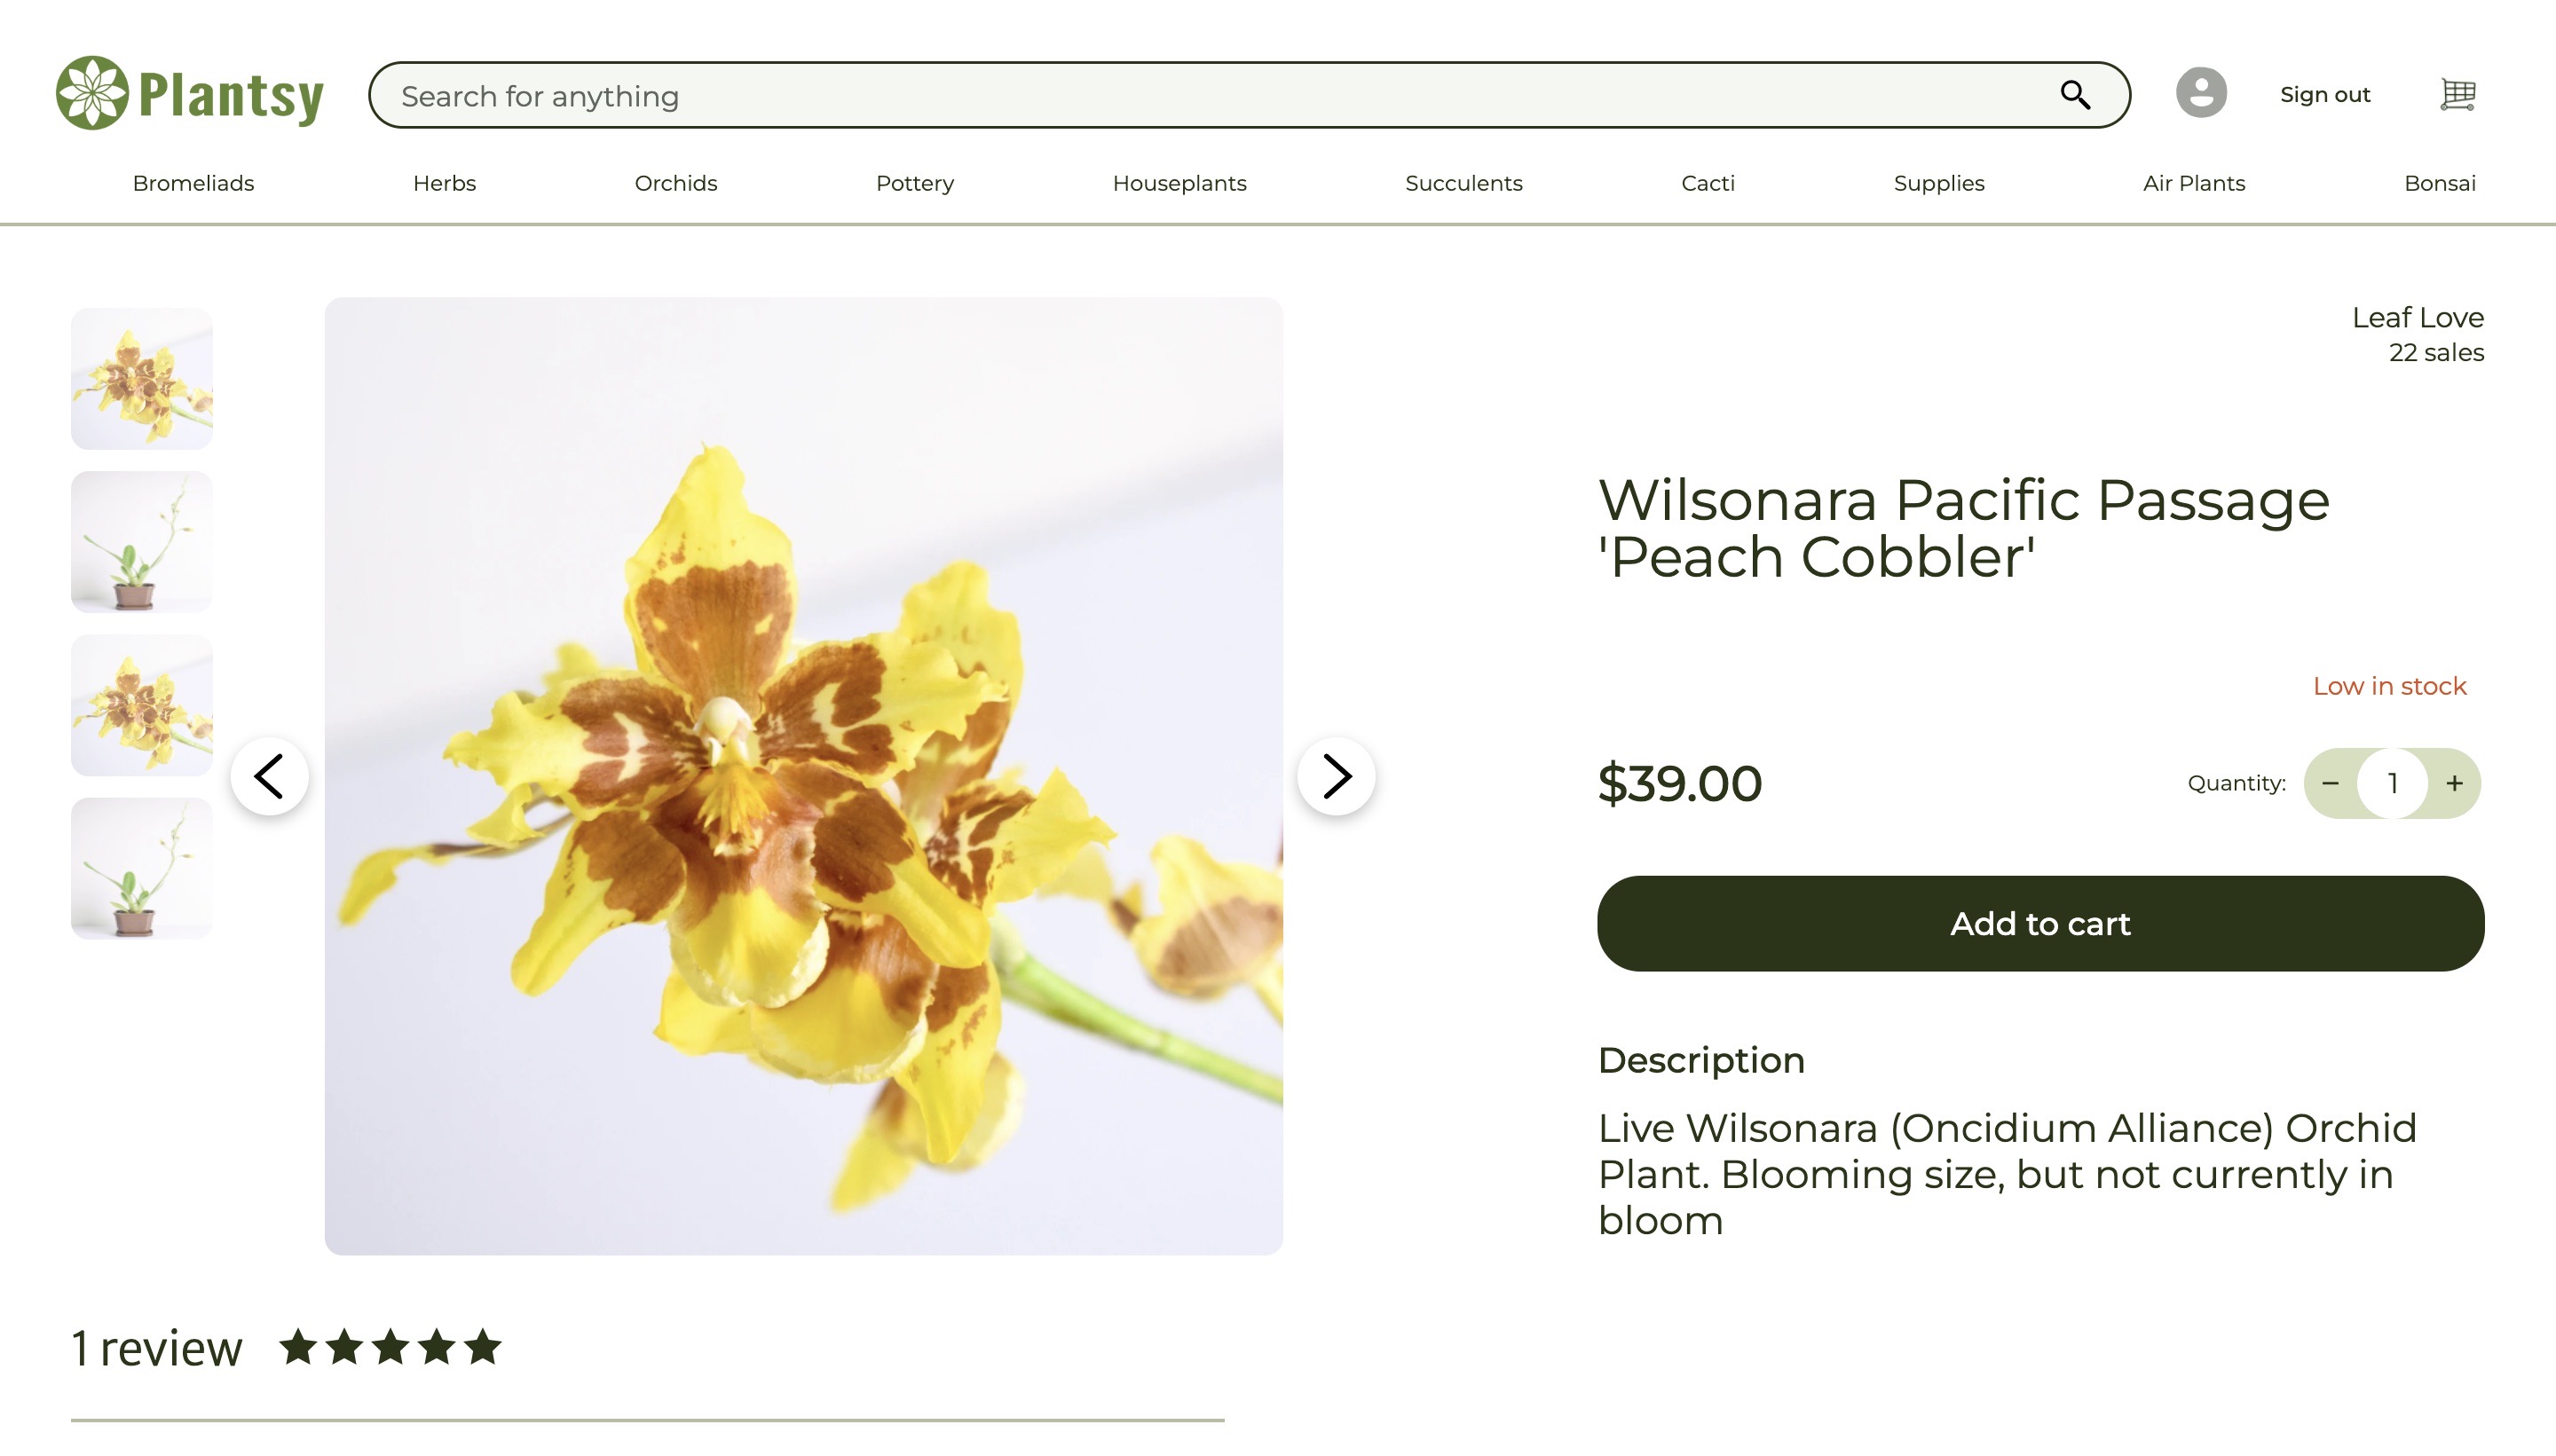 Plantsy
Search for anything
Sign out
Bromeliads
Herbs
Orchids
Pottery
Houseplants
Succulents
Cacti
Supplies
Air Plants
Bonsai
Leaf Love
22 sales
Wilsonara Pacific Passage
'Peach Cobbler'
Low in stock
$39.00
Quantity: − 1 +
Add to cart
Description
Live Wilsonara (Oncidium Alliance) Orchid
Plant. Blooming size, but not currently in
bloom
1 review